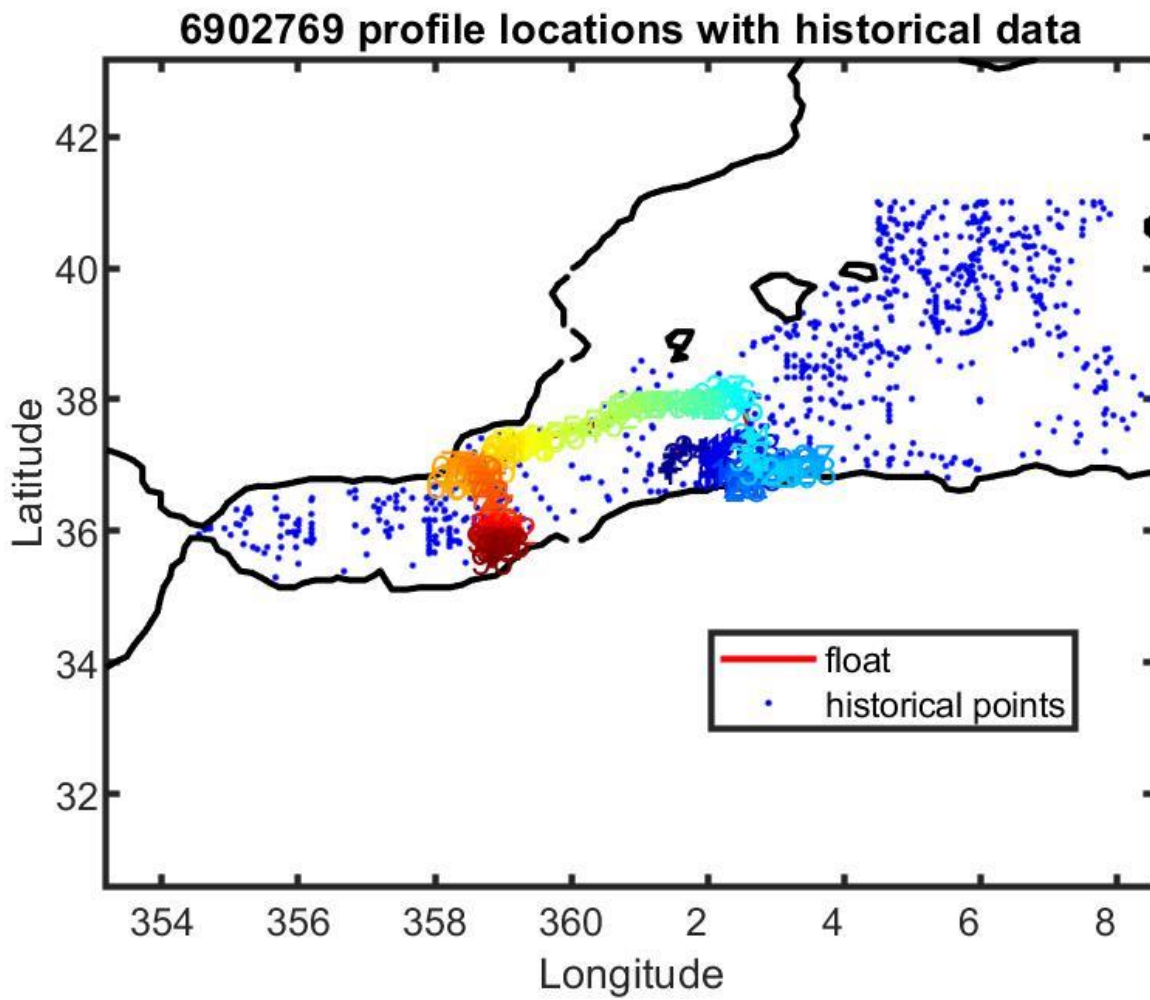 6902769 profile locations with historical data
Latitude
42
40
38
36
34
32
float
historical points
354 356 358 360 2 4 6 8
Longitude